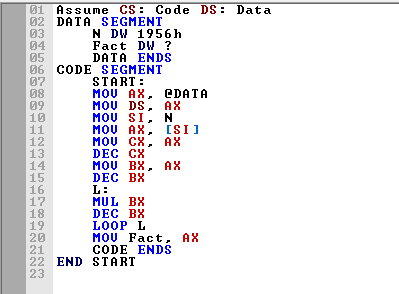 01 Assume CS: Code DS: Data
02 DATA SEGMENT
03 N DW 1956h
04 Fact DW ?
05 DATA ENDS
06 CODE SEGMENT
07 START:
08 MOV AX, @DATA
09 MOV DS, AX
10 MOV SI, N
11 MOV AX, [SI]
12 MOV CX, AX
13 DEC CX
14 MOV BX, AX
15 DEC BX
16 L:
17 MUL BX
18 DEC BX
19 LOOP L
20 MOV Fact, AX
21 CODE ENDS
22 END START
23